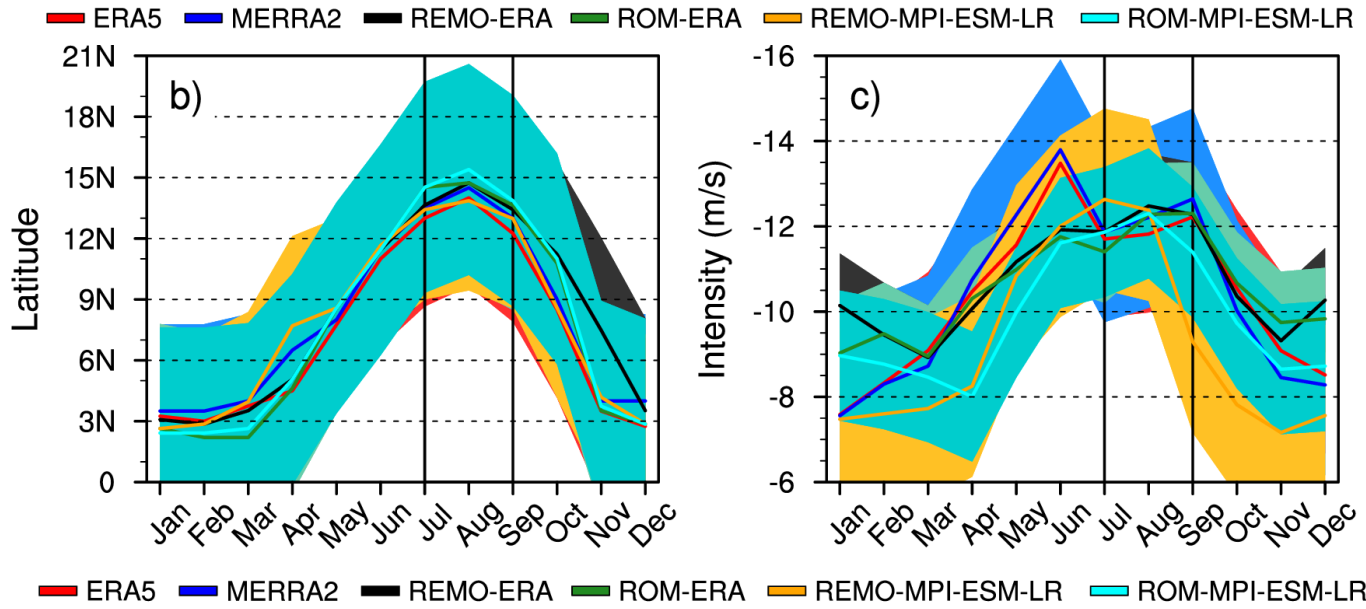 ERA5 MERRA2 REMO-ERA ROM-ERA REMO-MPI-ESM-LR ROM-MPI-ESM-LR
b)
Latitude
21N
18N
15N
12N
9N
6N
3N
0
Jan Feb Mar Apr May Jun Jul Aug Sep Oct Nov Dec
c)
Intensity (m/s)
-16
-14
-12
-10
-8
-6
Jan Feb Mar Apr May Jun Jul Aug Sep Oct Nov Dec
ERA5 MERRA2 REMO-ERA ROM-ERA REMO-MPI-ESM-LR ROM-MPI-ESM-LR